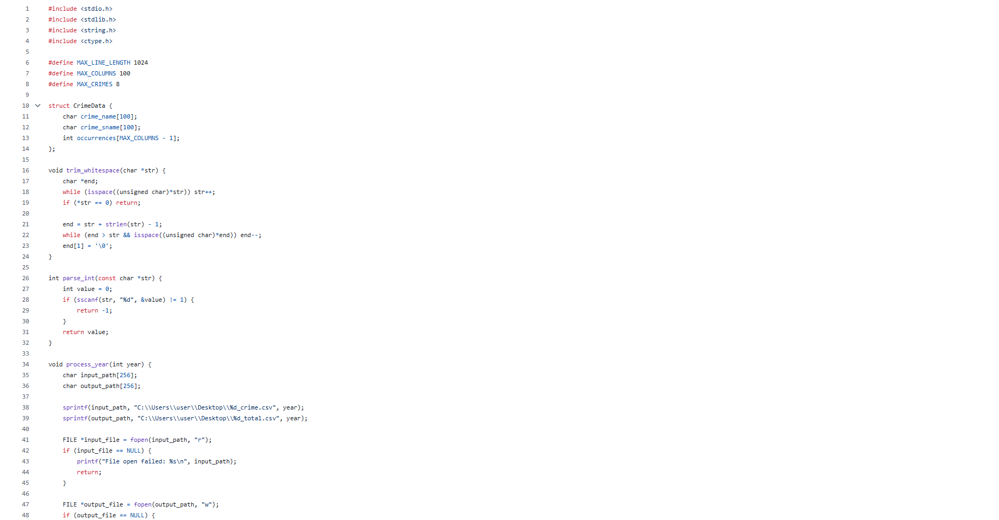 1 #include <stdio.h>
2 #include <stdlib.h>
3 #include <string.h>
4 #include <ctype.h>
5
6 #define MAX_LINE_LENGTH 1024
7 #define MAX_COLUMNS 100
8 #define MAX_CRIMES 8
9
10 struct CrimeData {
11     char crime_name[100];
12     char crime_sname[100];
13     int occurrences[MAX_COLUMNS - 1];
14 };
15
16 void trim_whitespace(char *str) {
17     char *end;
18     while (isspace((unsigned char)*str)) str++;
19     if (*str == 0) return;
20
21     end = str + strlen(str) - 1;
22     while (end > str && isspace((unsigned char)*end)) end--;
23     end[1] = '\0';
24 }
25
26 int parse_int(const char *str) {
27     int value = 0;
28     if (sscanf(str, "%d", &value) != 1) {
29         return -1;
30     }
31     return value;
32 }
33
34 void process_year(int year) {
35     char input_path[256];
36     char output_path[256];
37
38     sprintf(input_path, "C:\\Users\\user\\Desktop\\%d_crime.csv", year);
39     sprintf(output_path, "C:\\Users\\user\\Desktop\\%d_total.csv", year);
40
41     FILE *input_file = fopen(input_path, "r");
42     if (input_file == NULL) {
43         printf("File open failed: %s\n", input_path);
44         return;
45     }
46
47     FILE *output_file = fopen(output_path, "w");
48     if (output_file == NULL) {